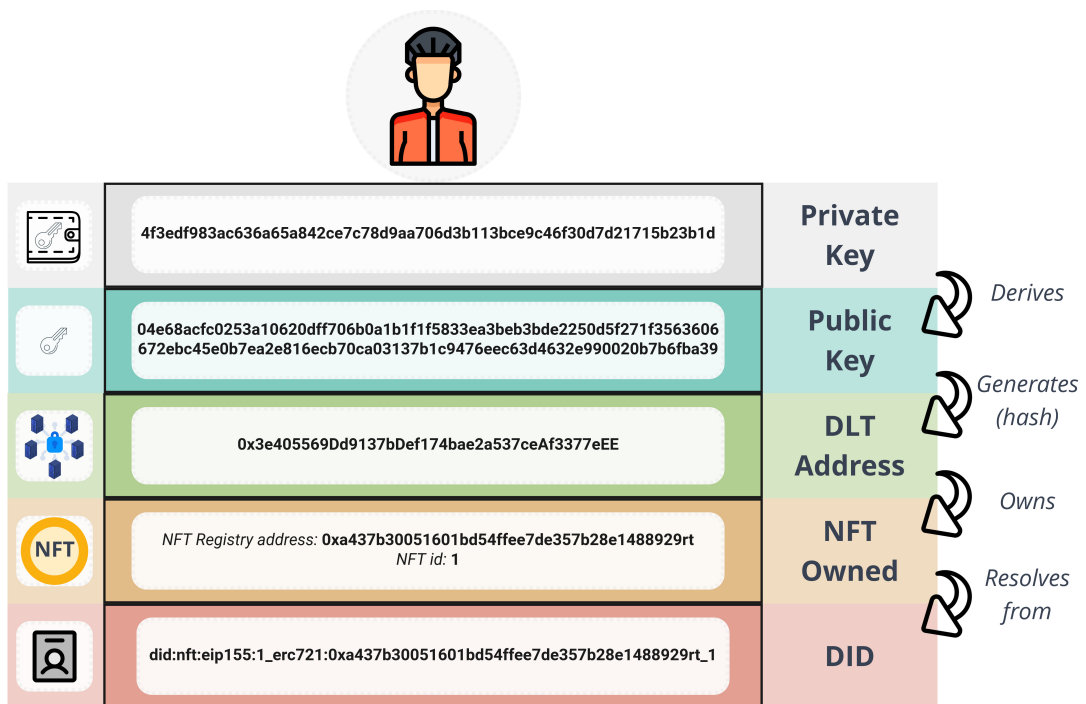 4f3edf983ac636a65a842ce7c78d9aa706d3b113bce9c46f30d7d21715b23b1d
Private
Key
Derives
04e68acfc0253a10620dff706b0a1b1f1f5833ea3beb3bde2250d5f271f3563606
672ebc45e0b7ea2e816ecb70ca03137b1c9476eec63d4632e990020b7b6fba39
Public
Key
Generates
(hash)
0x3e405569Dd9137bDef174bae2a537ceAf3377eEE
DLT
Address
Owns
NFT
NFT Registry address: 0xa437b30051601bd54ffee7de357b28e1488929rt
NFT id: 1
NFT
Owned
Resolves
from
did:nft:eip155:1_erc721:0xa437b30051601bd54ffee7de357b28e1488929rt_1
DID